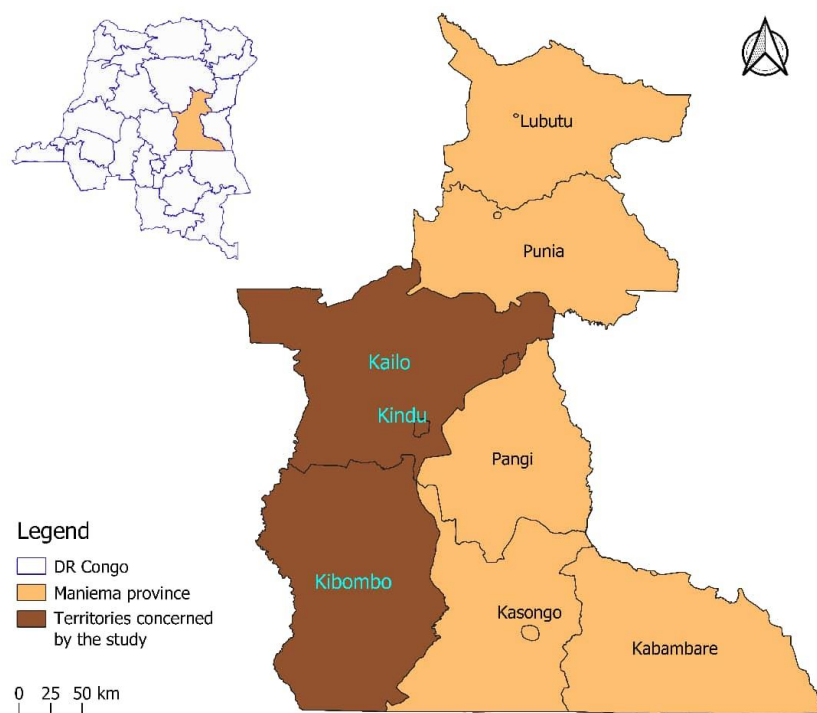 Lubutu
Punia
Kailo
Kindu
Pangi
Kibombo
Kasongo
Kabambare
Legend
DR Congo
Maniema province
Territories concerned
by the study
0 25 50 km